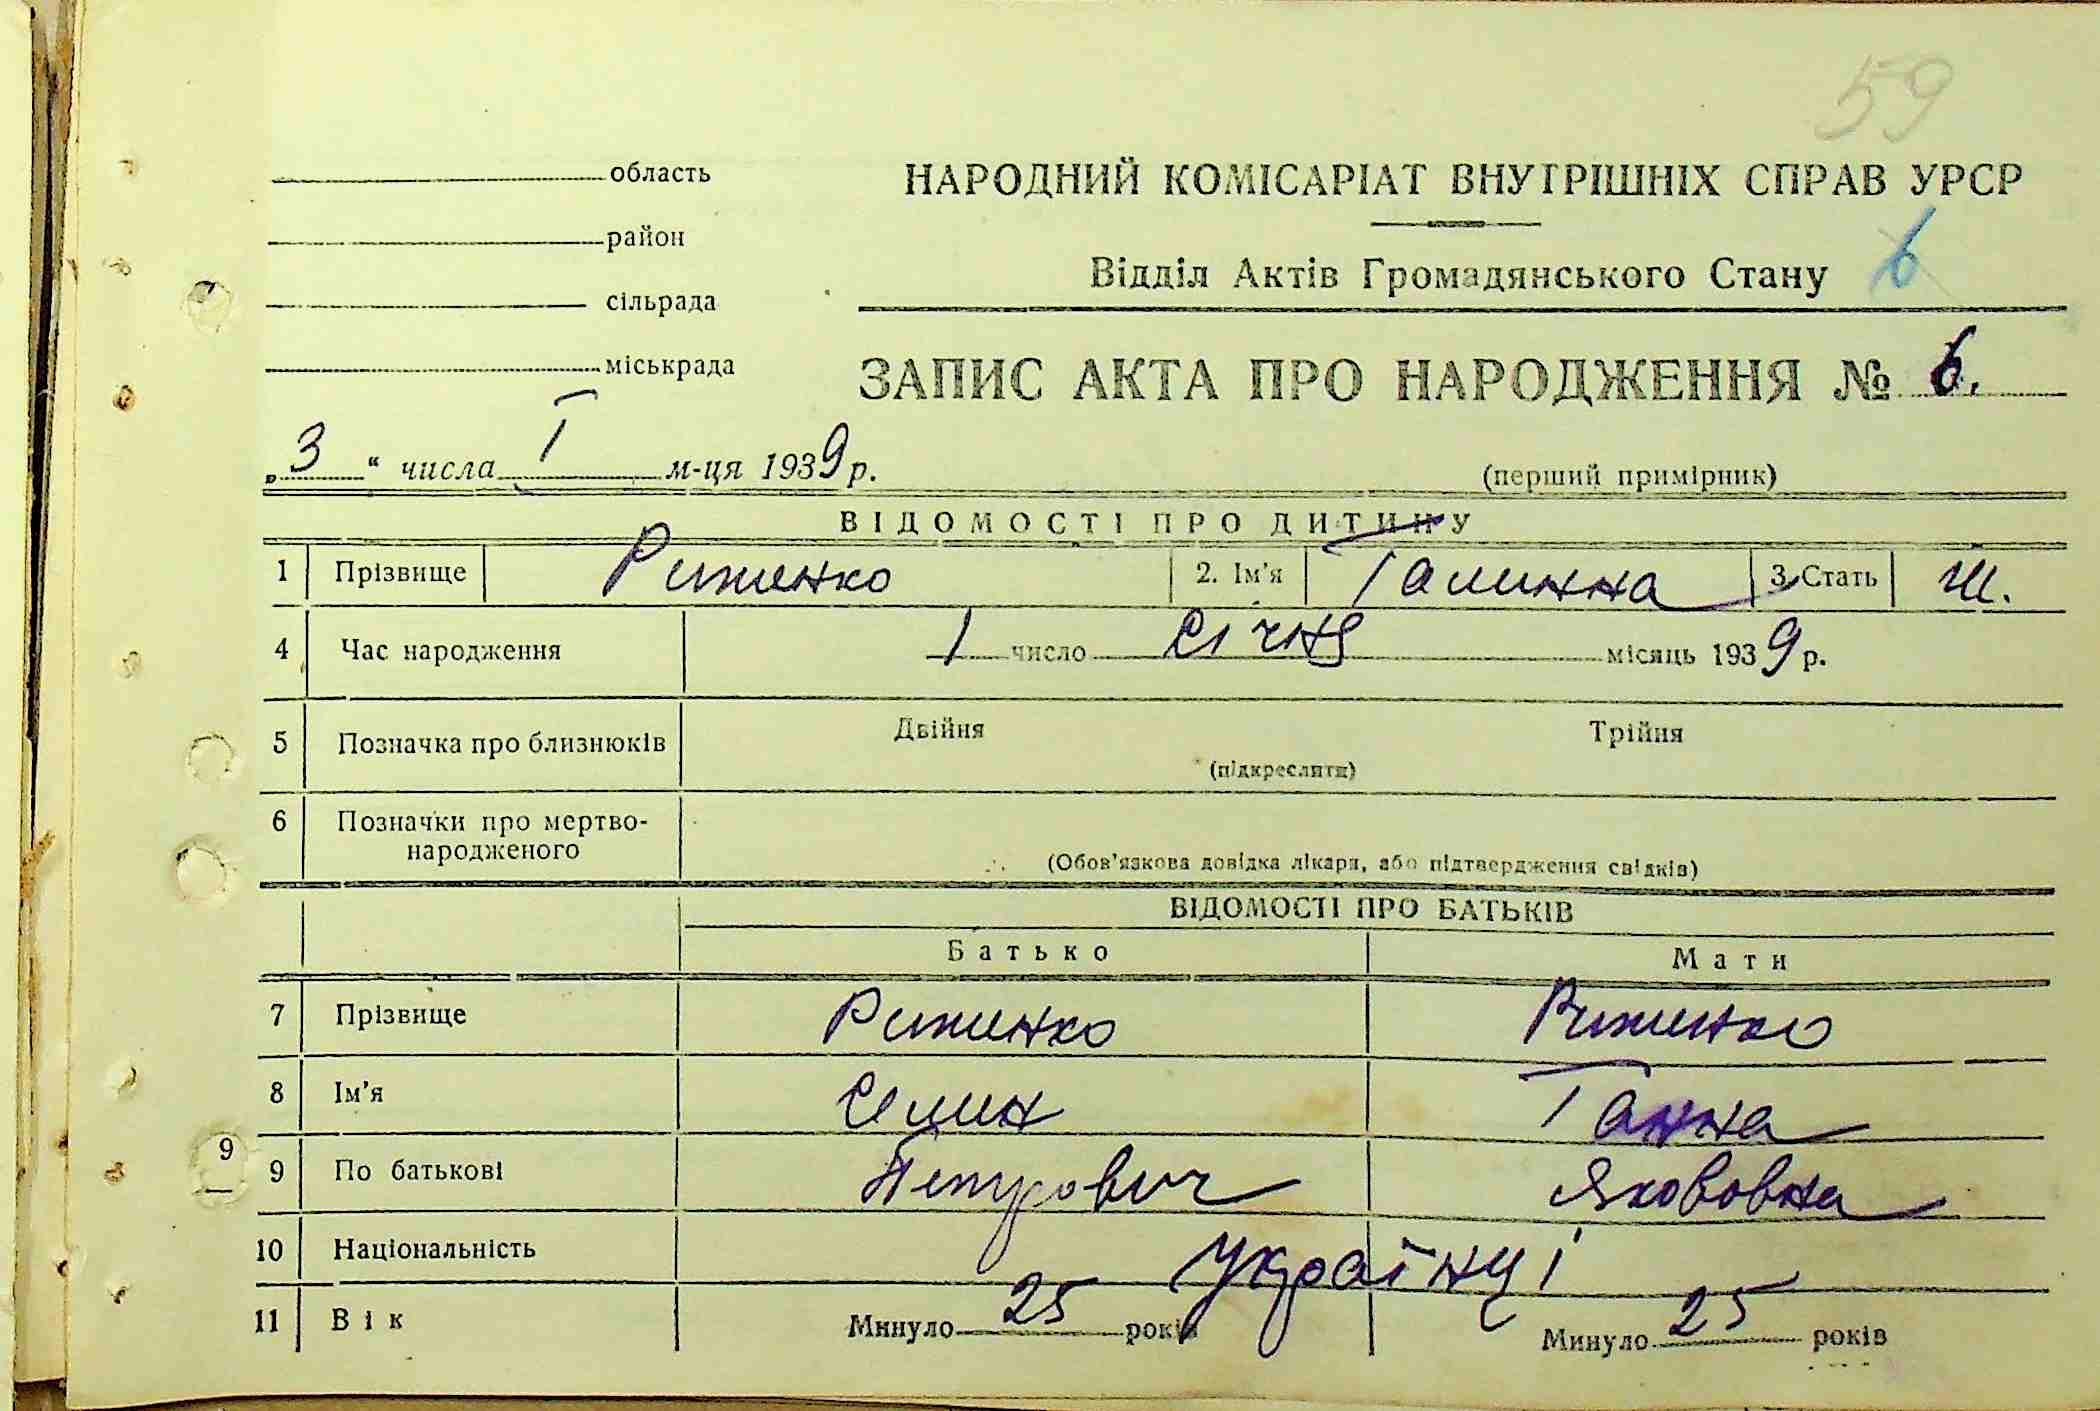 59
область
НАРОДНИЙ КОМІСАРІАТ ВНУТРІШНІХ СПРАВ УРСР
район
Відділ Актів Громадянського Стану 6
сільрада
міськрада
ЗАПИС АКТА ПРО НАРОДЖЕННЯ № 6.
„3“ числа I м-ця 1939 р.
(перший примірник)
ВІДОМОСТІ ПРО ДИТИНУ
1 Прізвище Риженко 2. Ім'я Галинна 3. Стать Ж.
4 Час народження 1 число січня місяць 1939 р.
5 Позначка про близнюків Двійня Трійня
(підкреслити)
6 Позначки про мертво-
народженого
(Обов'язкова довідка лікаря, або підтвердження свідків)
ВІДОМОСТІ ПРО БАТЬКІВ
Батько Мати
7 Прізвище Риженко Риженко
8 Ім'я Ганна
9
9 По батькові Петрович Якововна
10 Національність Українці
11 Вік Минуло 25 років Минуло 25 років